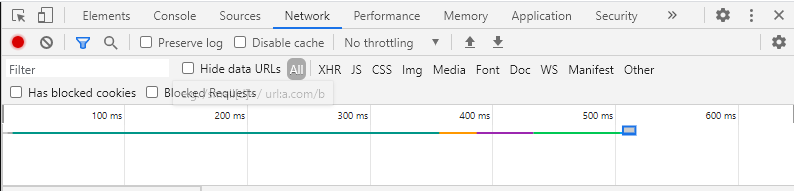 Elements Console Sources Network Performance Memory Application Security »
Preserve log Disable cache No throttling
Filter Hide data URLs All XHR JS CSS Img Media Font Doc WS Manifest Other
Has blocked cookies Blocked Requests / url:a.com/b
100 ms 200 ms 300 ms 400 ms 500 ms 600 ms